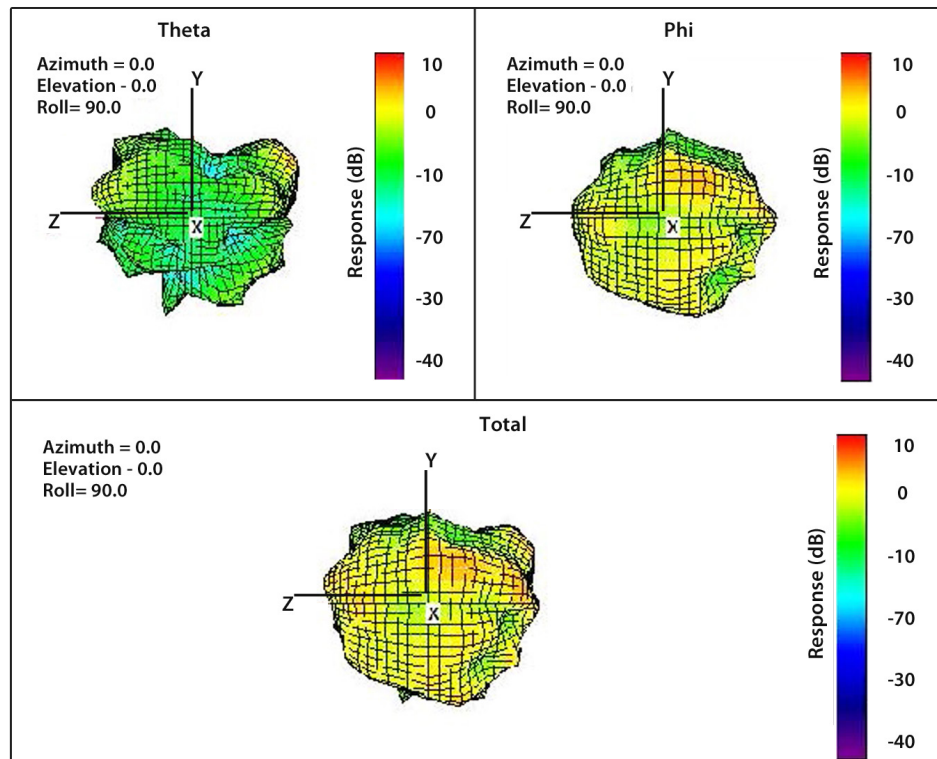 Theta
Azimuth = 0.0
Elevation - 0.0
Roll= 90.0
Y
Z
X
Response (dB)
10
0
-10
-70
-30
-40
Phi
Azimuth = 0.0
Elevation - 0.0
Roll= 90.0
Y
Z
X
Response (dB)
10
0
-10
-70
-30
-40
Total
Azimuth = 0.0
Elevation - 0.0
Roll= 90.0
Y
Z
X
Response (dB)
10
0
-10
-70
-30
-40